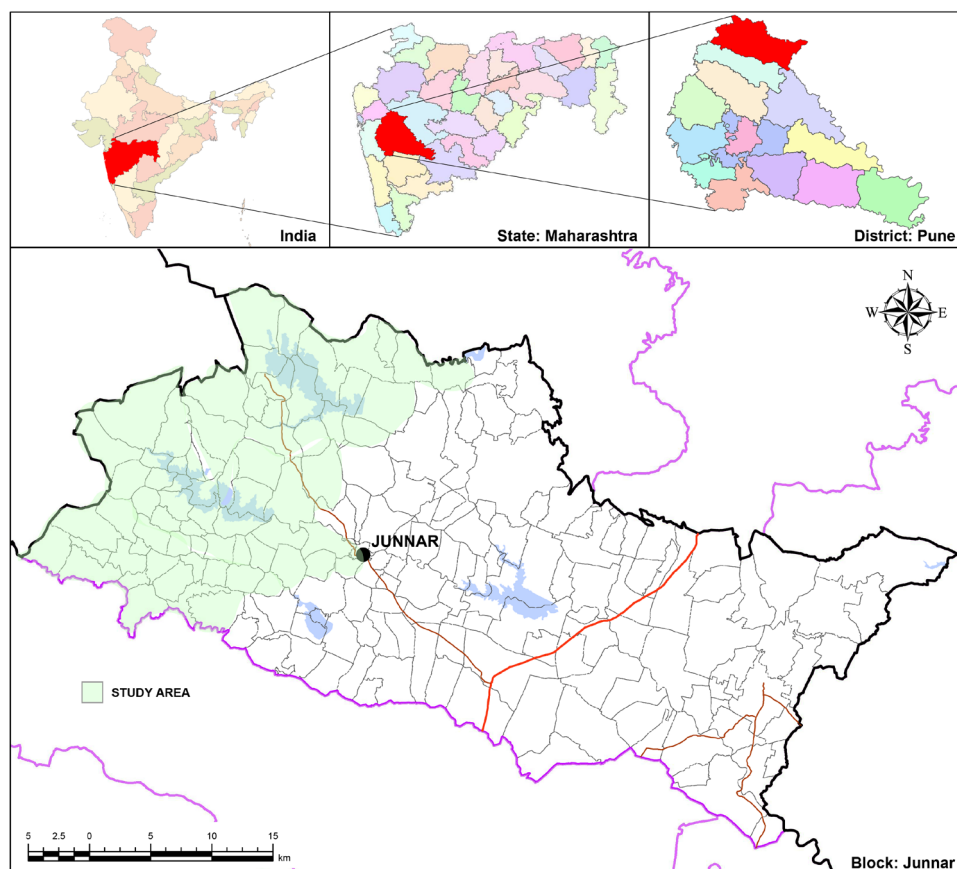 India
State: Maharashtra
District: Pune
N
W E
S
JUNNAR
STUDY AREA
5 2.5 0 5 10 15
km
Block: Junnar